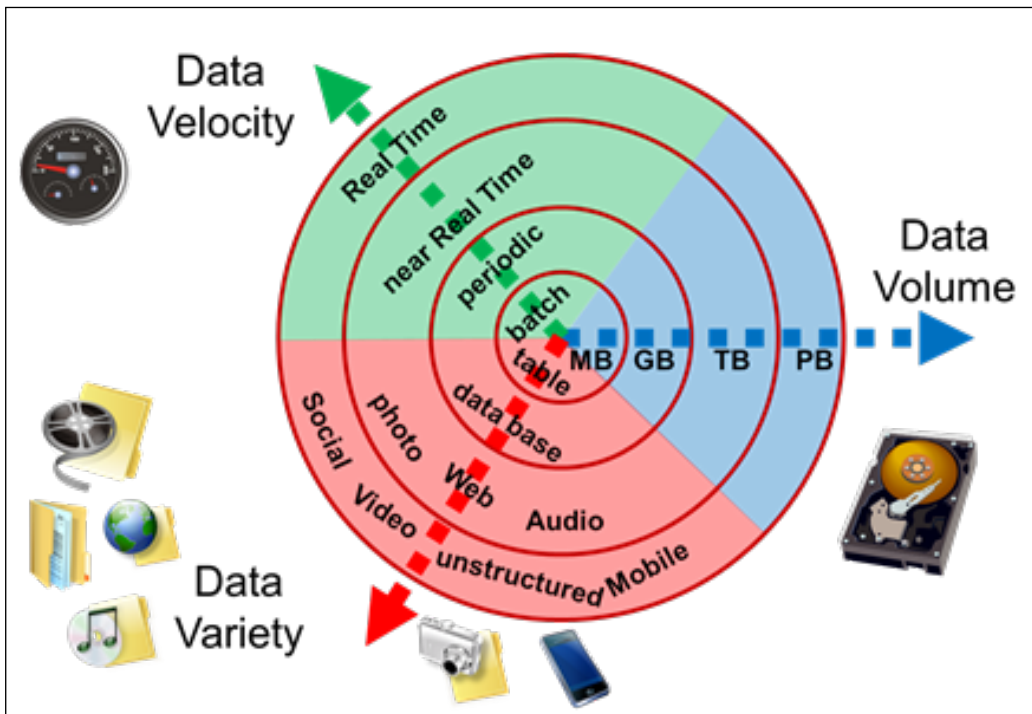 Data
Velocity
Real Time
near Real Time
periodic
batch
Data
Volume
MB GB TB PB
table
data base
photo Web Audio
Social Video unstructured Mobile
Data
Variety